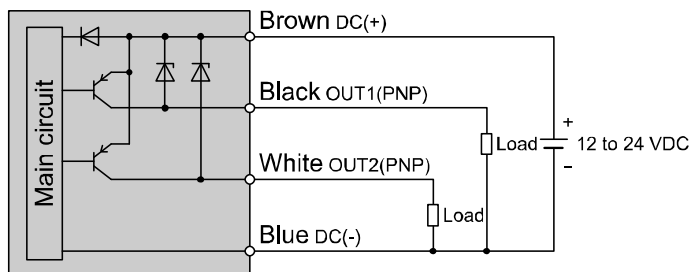 Main circuit
Brown DC(+)
Black OUT1(PNP)
White OUT2(PNP)
Blue DC(-)
Load
Load
+
12 to 24 VDC
−